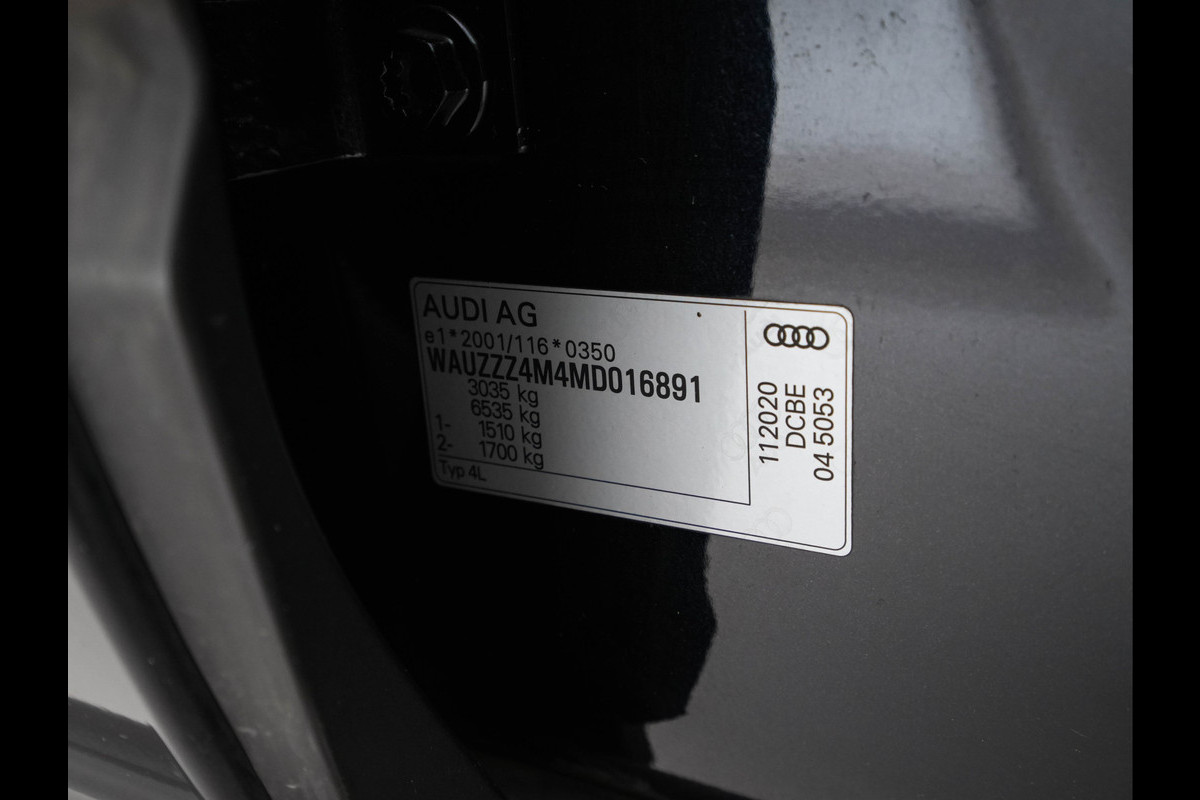 AUDI AG
e1*2001/116*0350
WAUZZZ4M4MD016891
3035 kg
6535 kg
1- 1510 kg
2- 1700 kg
Typ 4L
112020
DCBE
04 5053